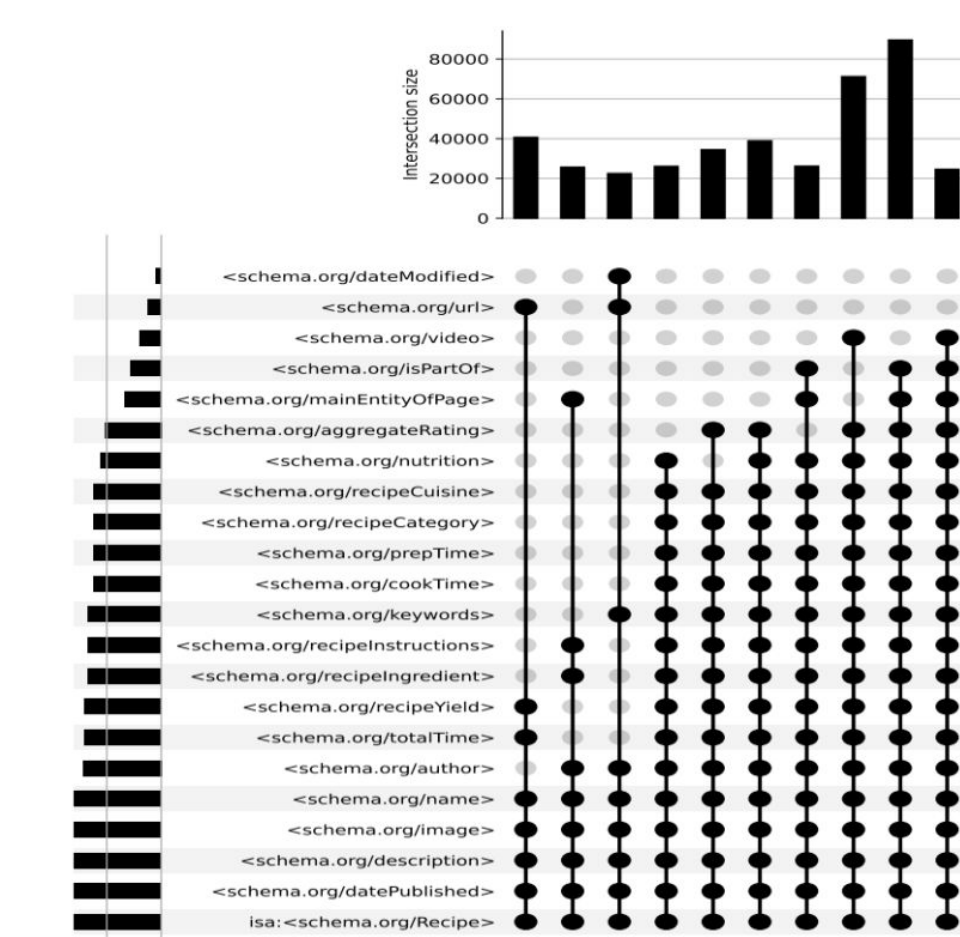 80000
60000
40000
20000
0
Intersection size
<schema.org/dateModified>
<schema.org/url>
<schema.org/video>
<schema.org/isPartOf>
<schema.org/mainEntityOfPage>
<schema.org/aggregateRating>
<schema.org/nutrition>
<schema.org/recipeCuisine>
<schema.org/recipeCategory>
<schema.org/prepTime>
<schema.org/cookTime>
<schema.org/keywords>
<schema.org/recipeInstructions>
<schema.org/recipeIngredient>
<schema.org/recipeYield>
<schema.org/totalTime>
<schema.org/author>
<schema.org/name>
<schema.org/image>
<schema.org/description>
<schema.org/datePublished>
isa:<schema.org/Recipe>